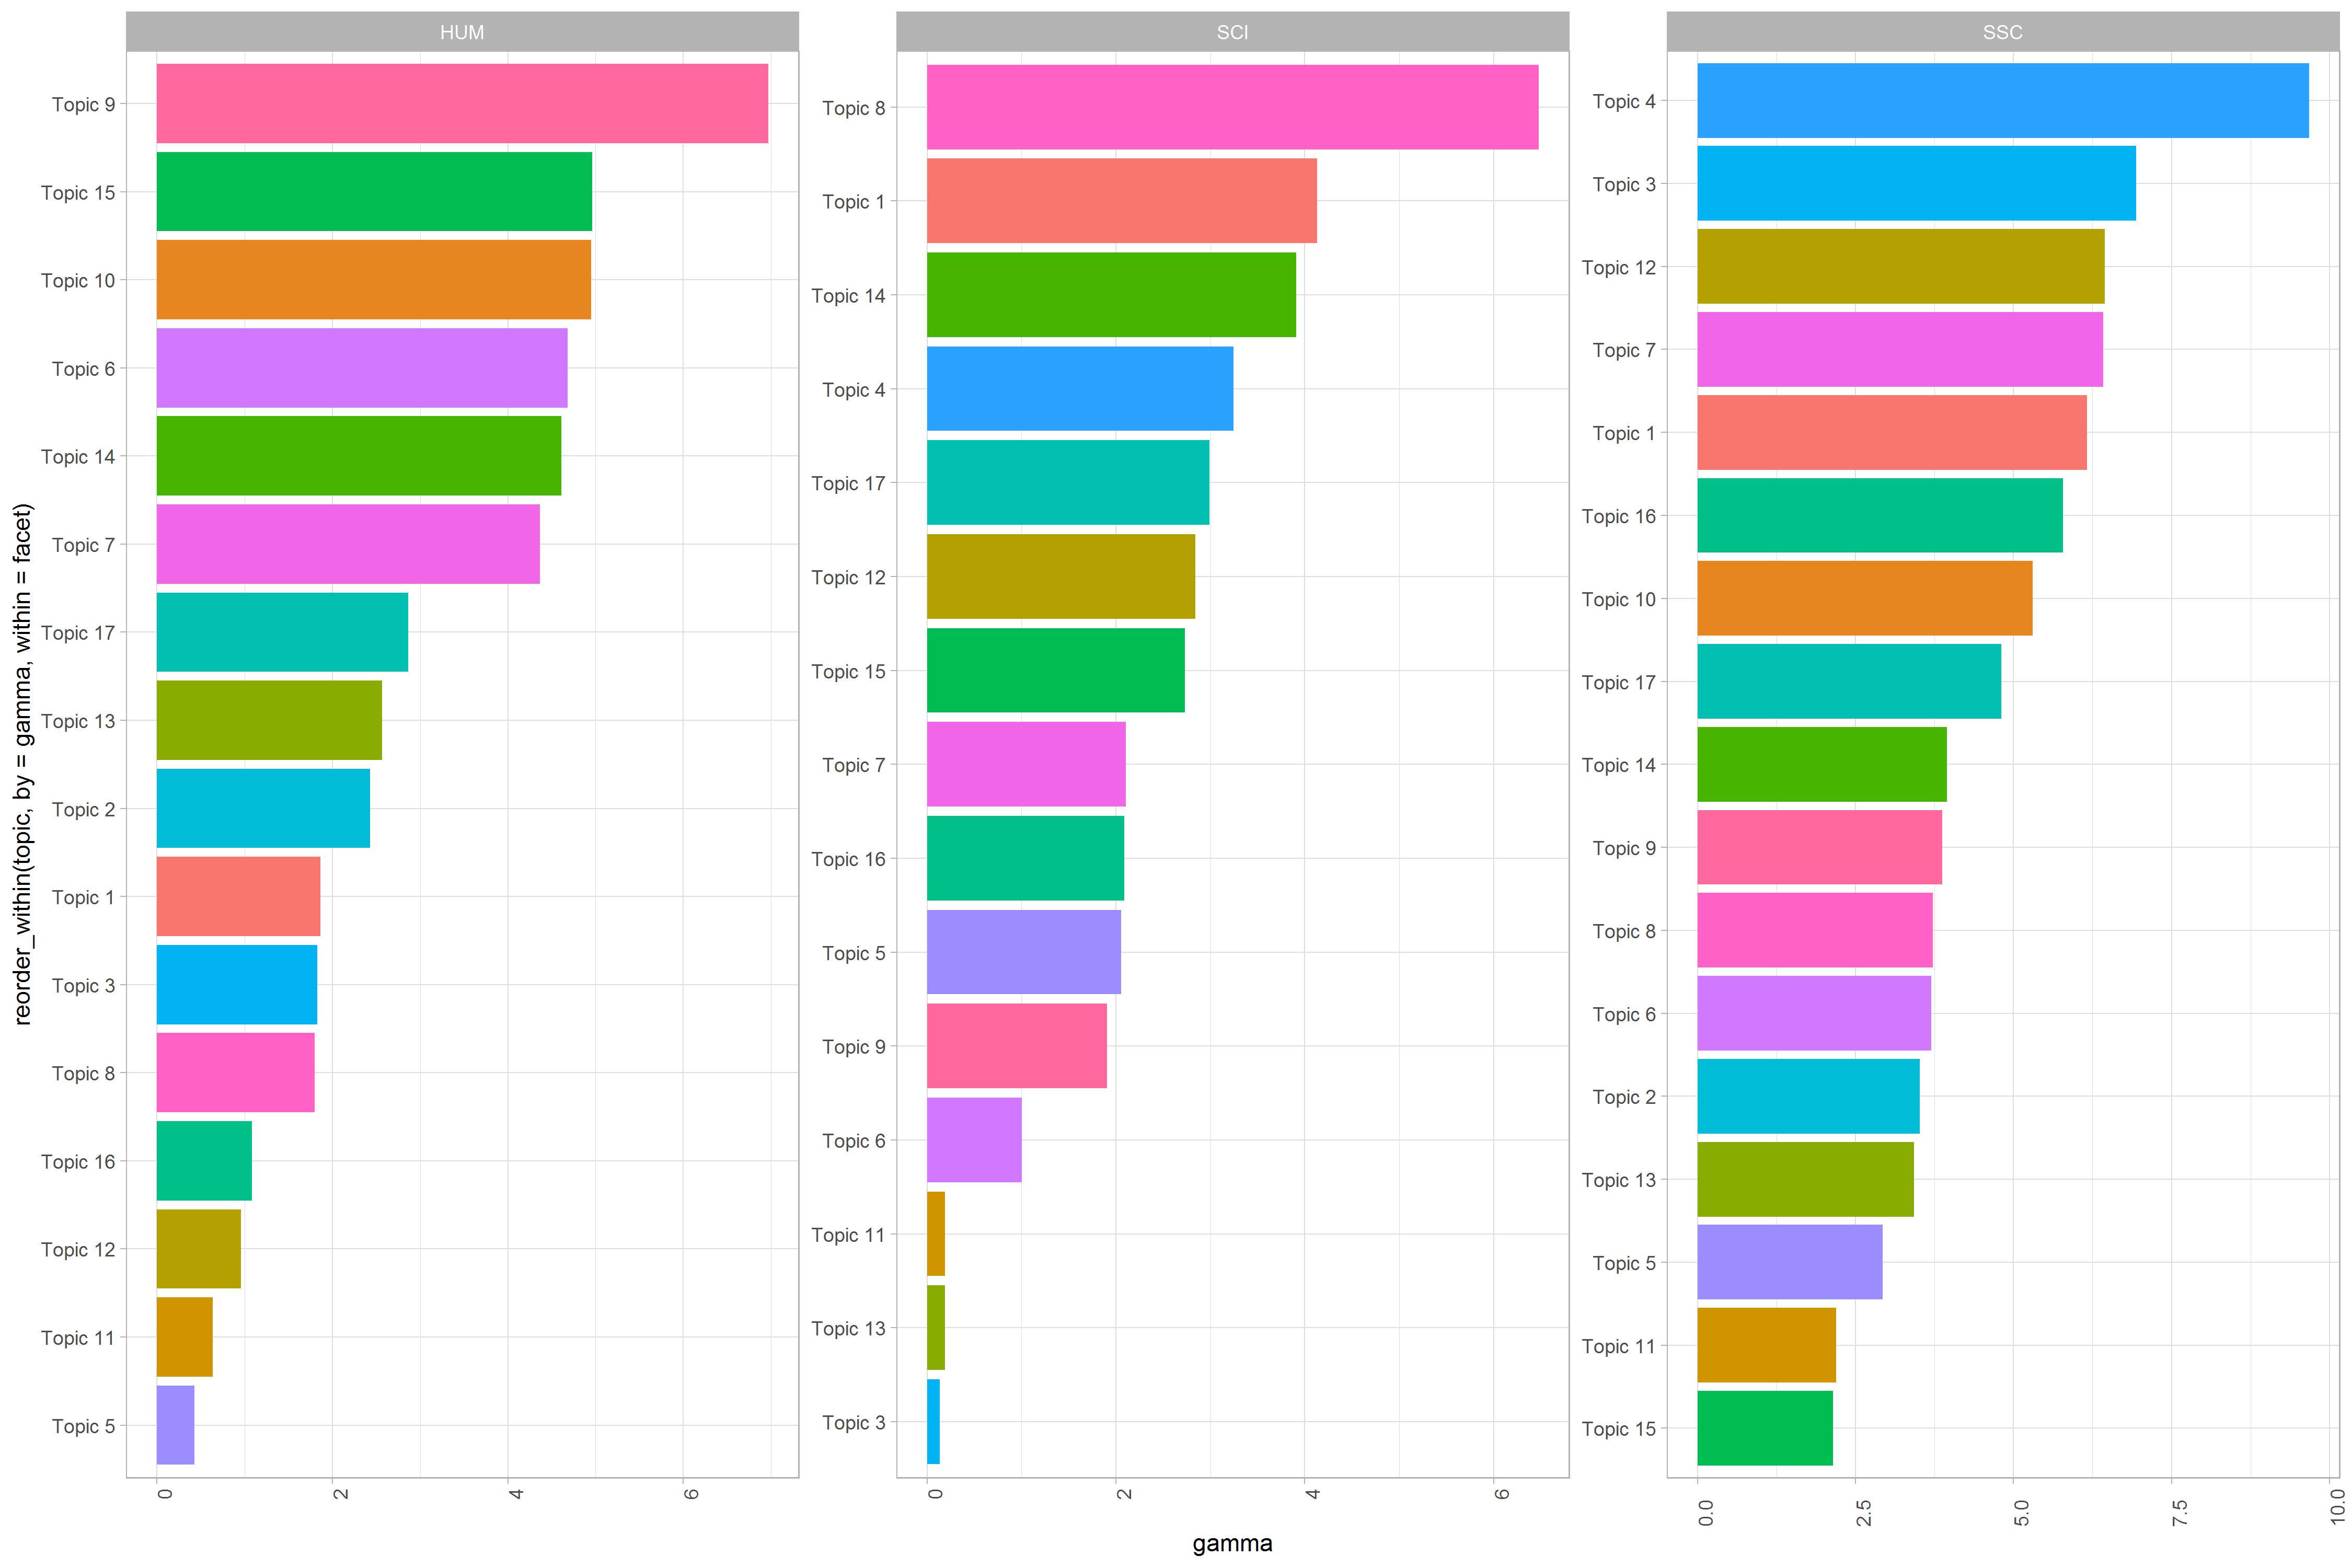 HUM
SCI
SSC
reorder_within(topic, by = gamma, within = facet)
Topic 9
Topic 15
Topic 10
Topic 6
Topic 14
Topic 7
Topic 17
Topic 13
Topic 2
Topic 1
Topic 3
Topic 8
Topic 16
Topic 12
Topic 11
Topic 5
0
2
4
6
Topic 8
Topic 1
Topic 14
Topic 4
Topic 17
Topic 12
Topic 15
Topic 7
Topic 16
Topic 5
Topic 9
Topic 6
Topic 11
Topic 13
Topic 3
0
2
4
6
Topic 4
Topic 3
Topic 12
Topic 7
Topic 1
Topic 16
Topic 10
Topic 17
Topic 14
Topic 9
Topic 8
Topic 6
Topic 2
Topic 13
Topic 5
Topic 11
Topic 15
0.0
2.5
5.0
7.5
10.0
gamma